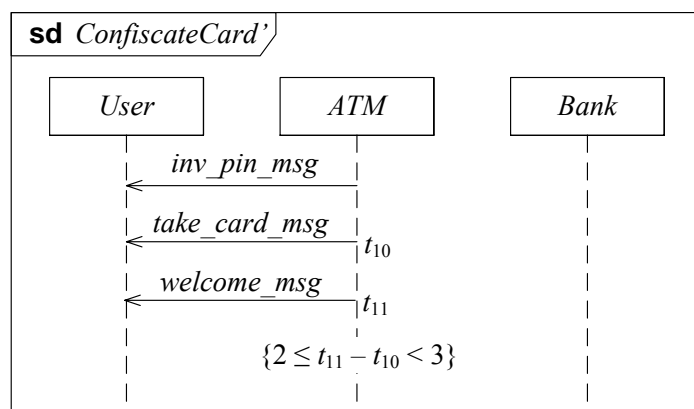 sd ConfiscateCard’
User ATM Bank
inv_pin_msg
take_card_msg
t10
welcome_msg
t11
{2 ≤ t11 – t10 < 3}